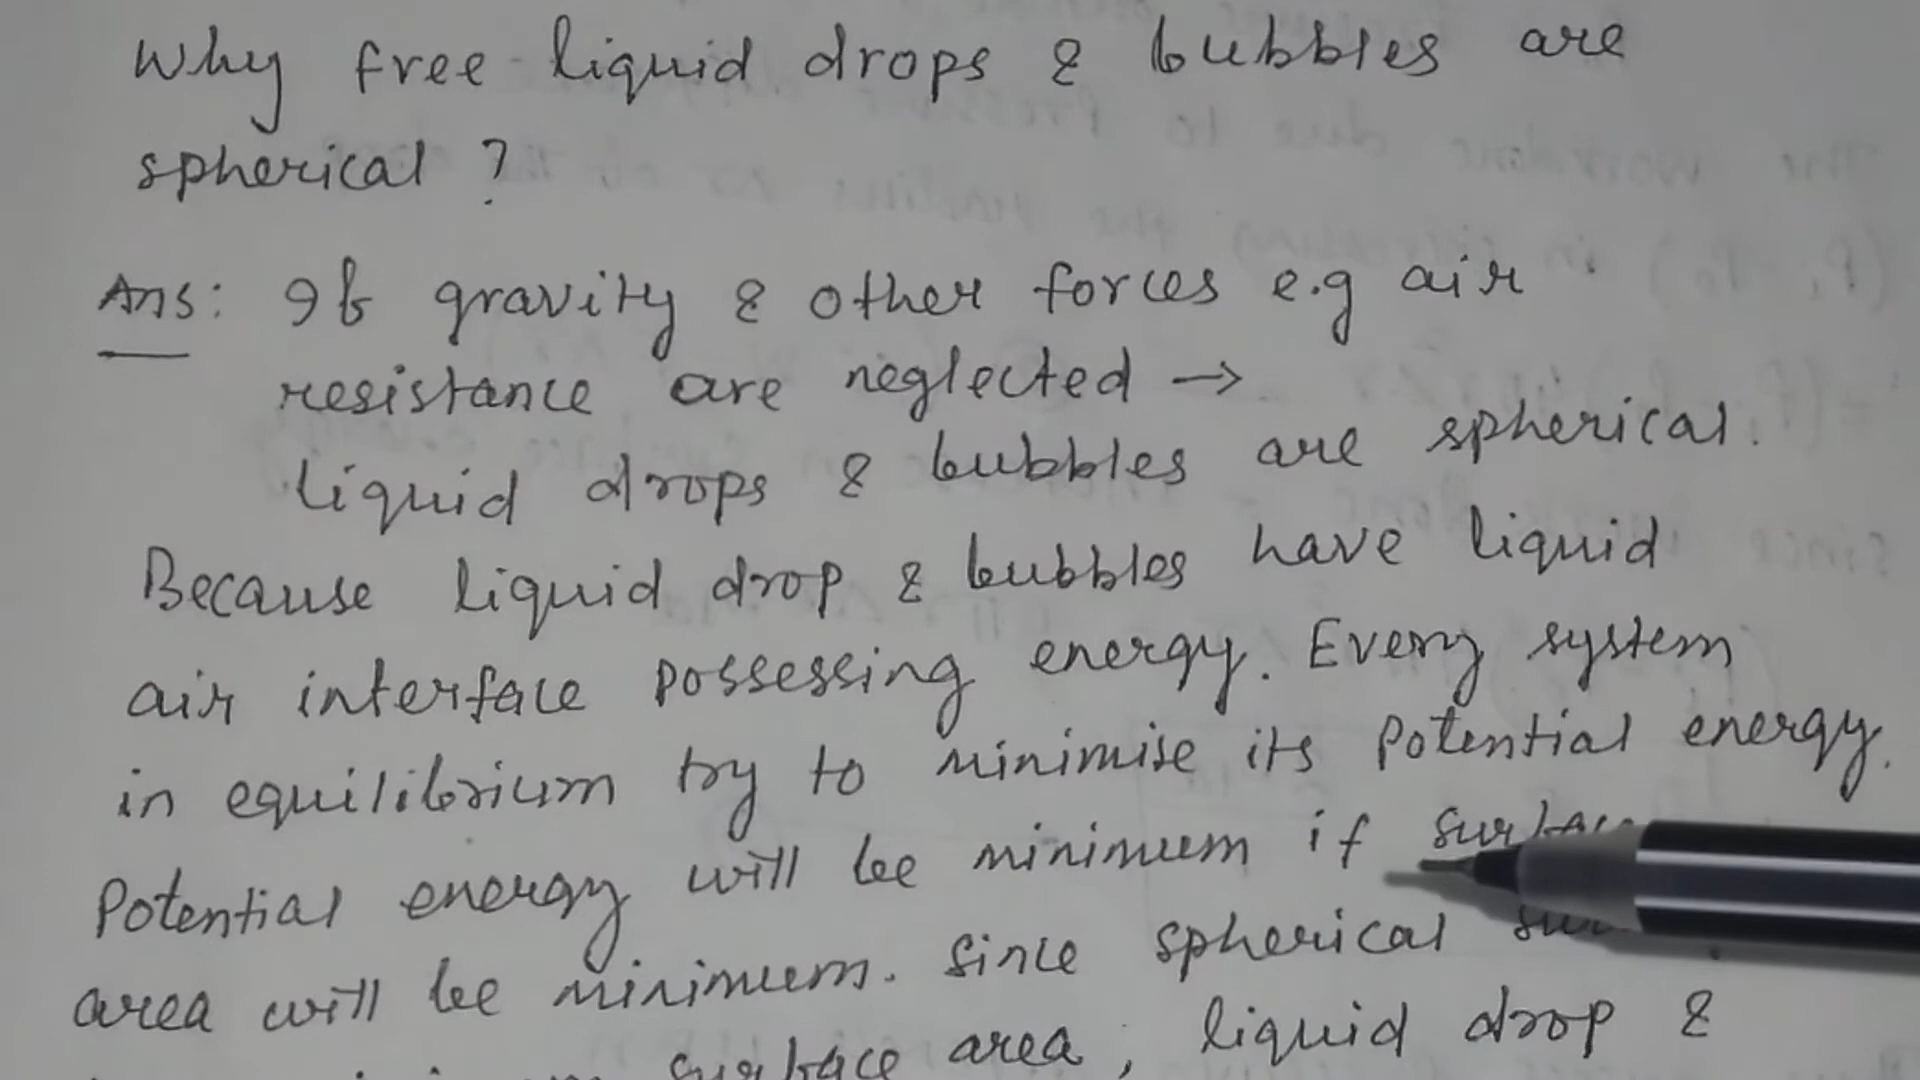 Why free liquid drops & bubbles are
spherical ?
Ans: If gravity & other forces e.g air
resistance are neglected →
liquid drops & bubbles are spherical.
Because liquid drop & bubbles have liquid
air interface possessing energy. Every system
in equilibrium try to minimise its potential energy.
Potential energy will be minimum if
area will be minimum. Since spherical
surface area, liquid drop &